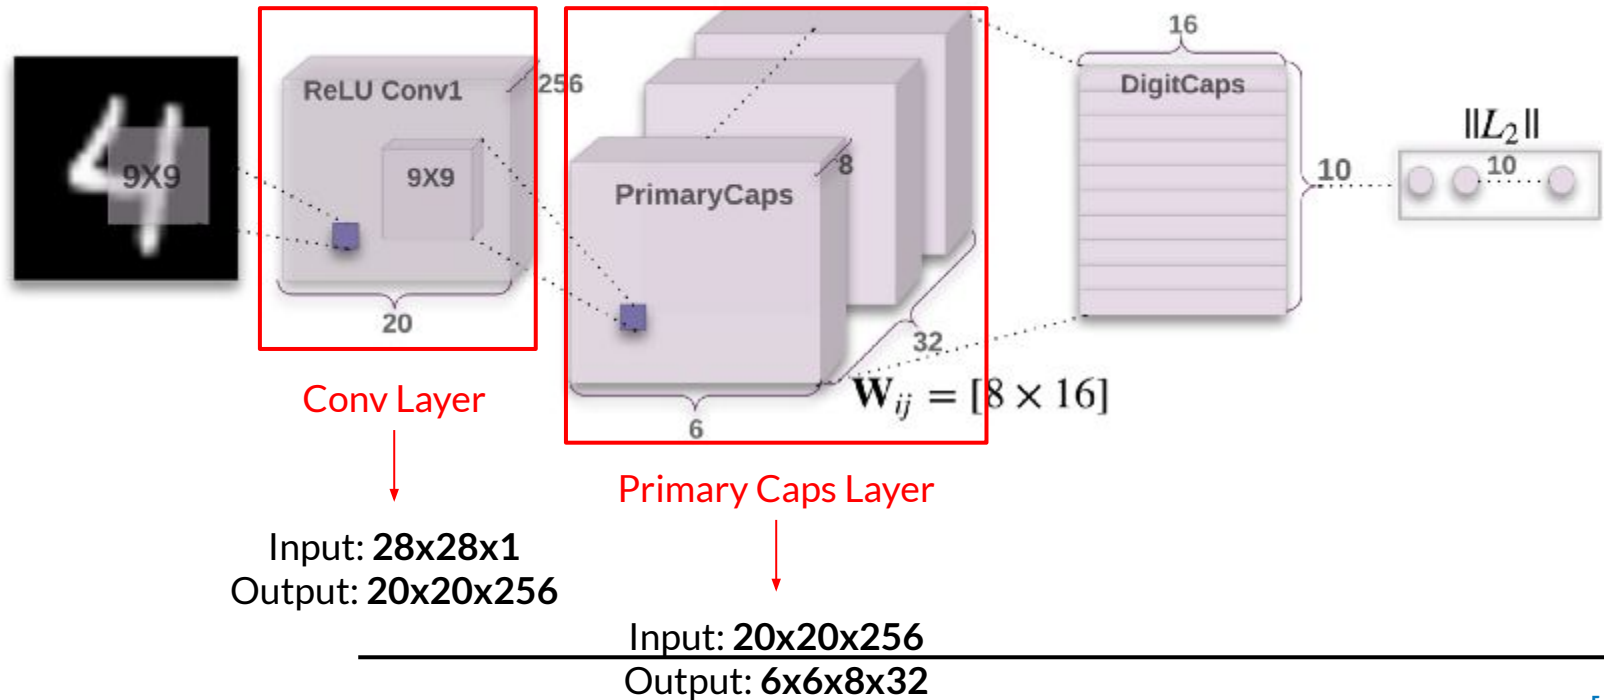 9X9
ReLU Conv1
256
9X9
20
PrimaryCaps
8
32
6
𝐖ᵢⱼ = [8 × 16]
16
DigitCaps
10
||L₂||
10
Conv Layer
Input: 28x28x1
Output: 20x20x256
Primary Caps Layer
Input: 20x20x256
Output: 6x6x8x32